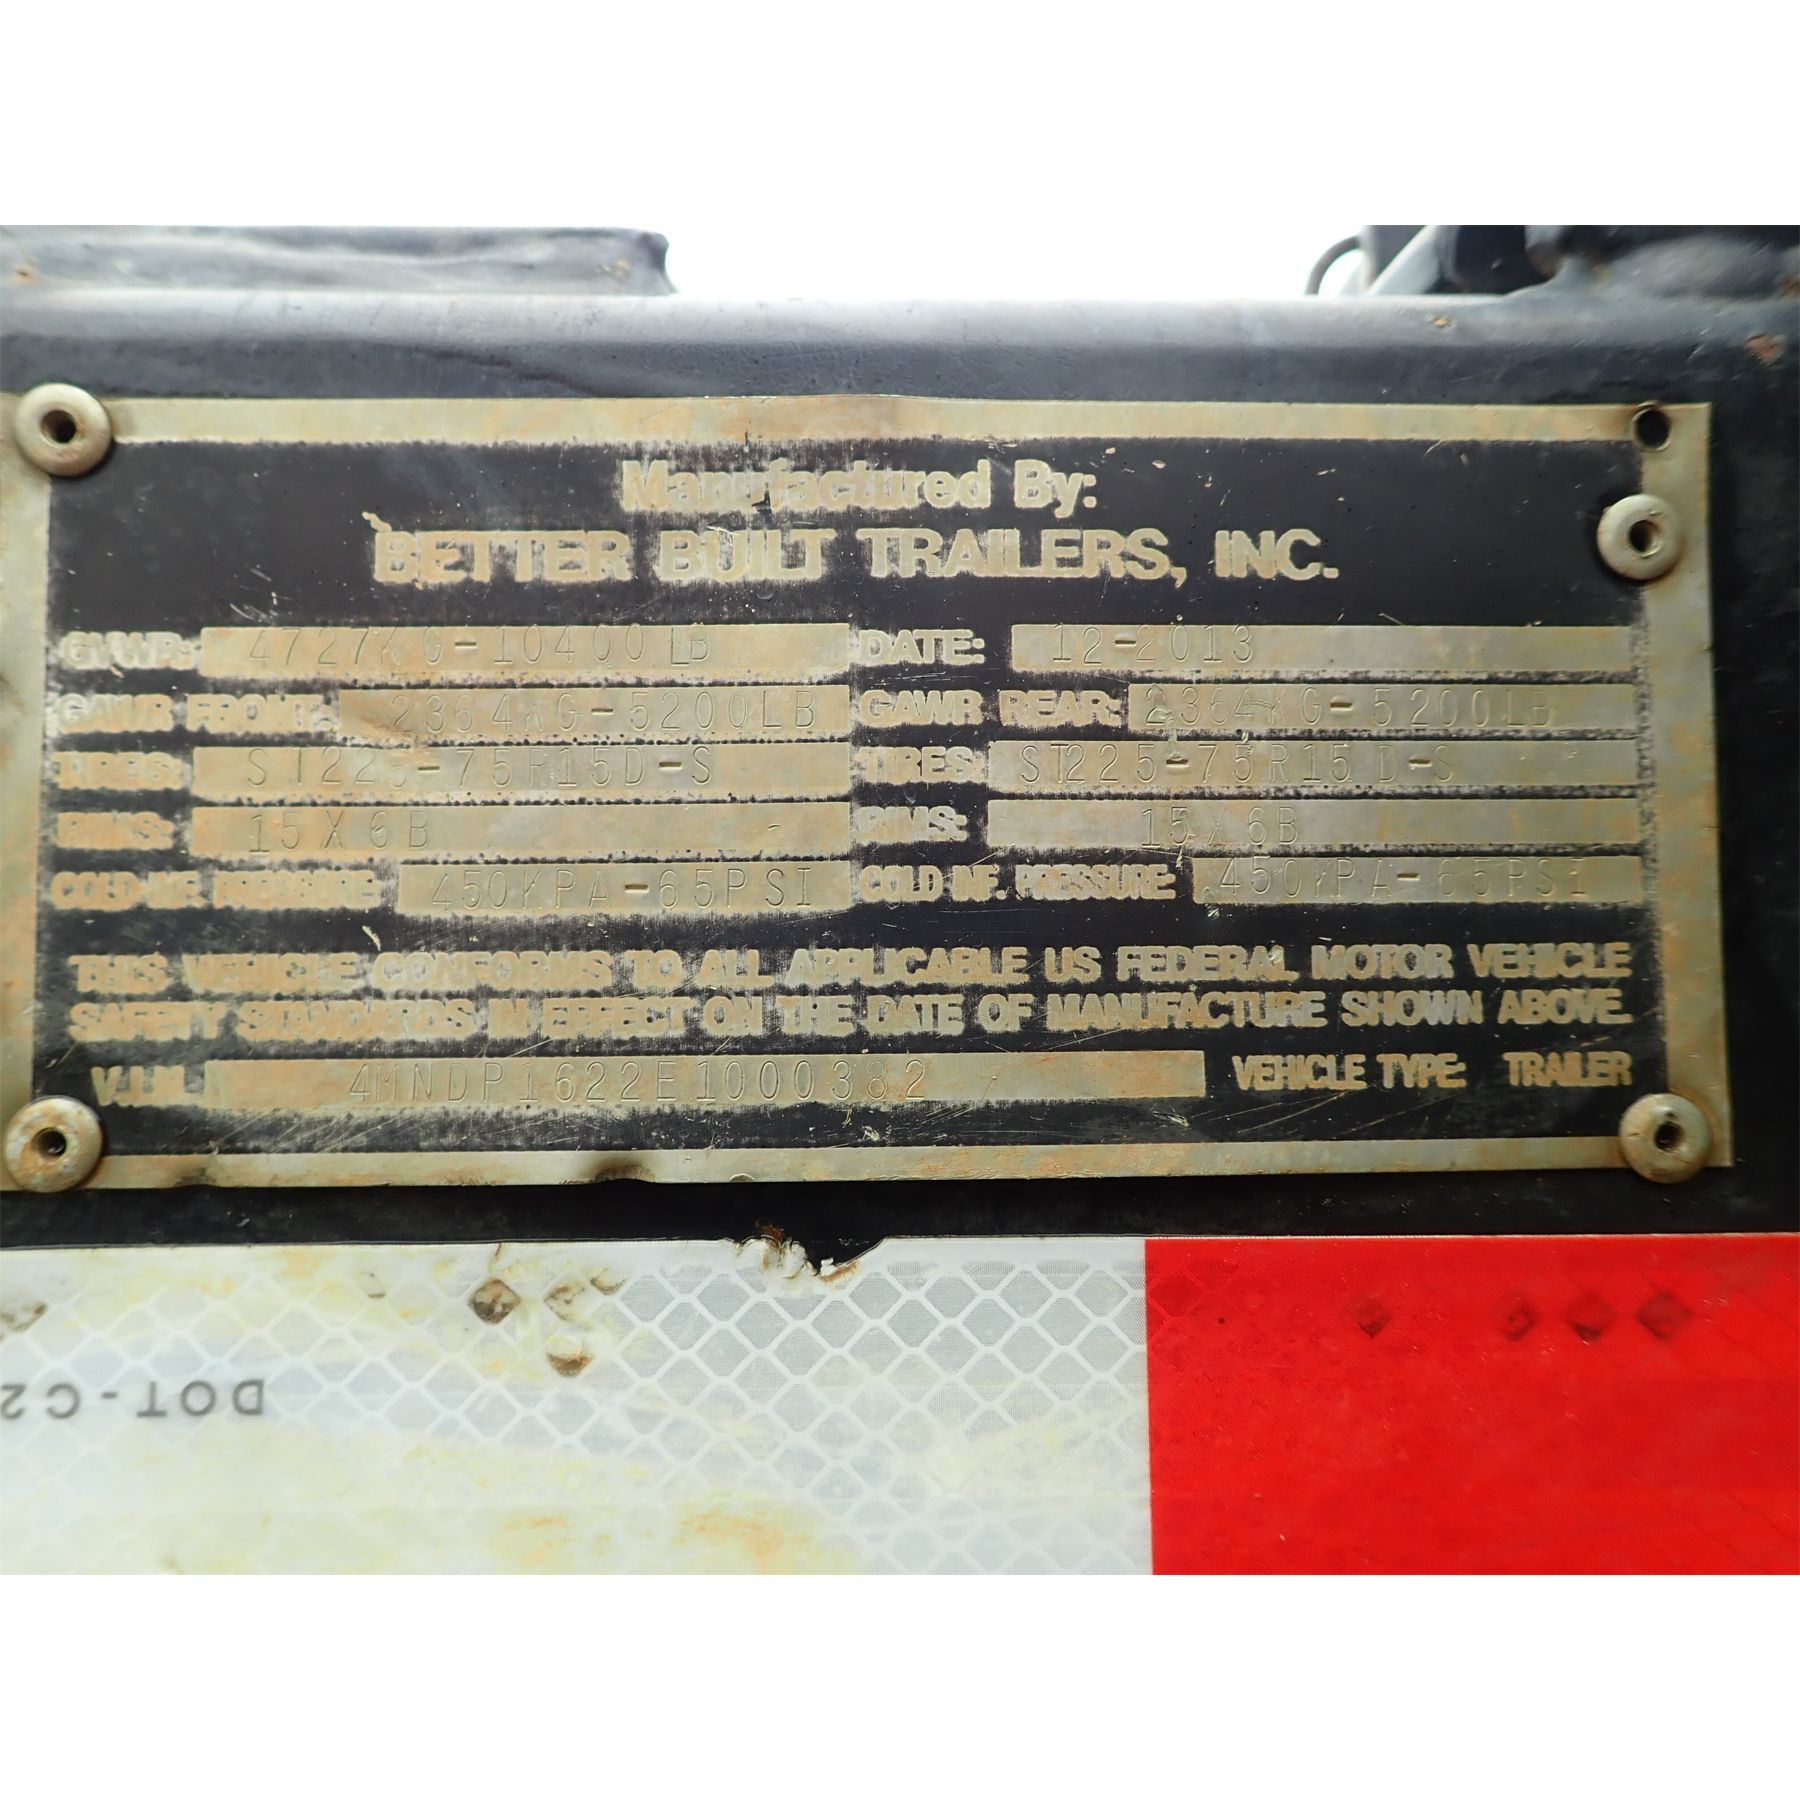 Manufactured By:
BETTER BUILT TRAILERS, INC.
GVWR: 4727KG-10400LB DATE: 12-2013
GAWR FRONT: 2364KG-5200LB GAWR REAR: 2364KG-5200LB
TIRES: ST225-75R15D-S TIRES: ST225-75R15D-S
RIMS: 15X6B RIMS: 15X6B
COLD INF. PRESSURE: 450KPA-65PSI COLD INF. PRESSURE: 450KPA-65PSI
THIS VEHICLE CONFORMS TO ALL APPLICABLE US FEDERAL MOTOR VEHICLE
SAFETY STANDARDS IN EFFECT ON THE DATE OF MANUFACTURE SHOWN ABOVE.
V.I.N. 4MNDP1622E1000382 VEHICLE TYPE: TRAILER
DOT-C2